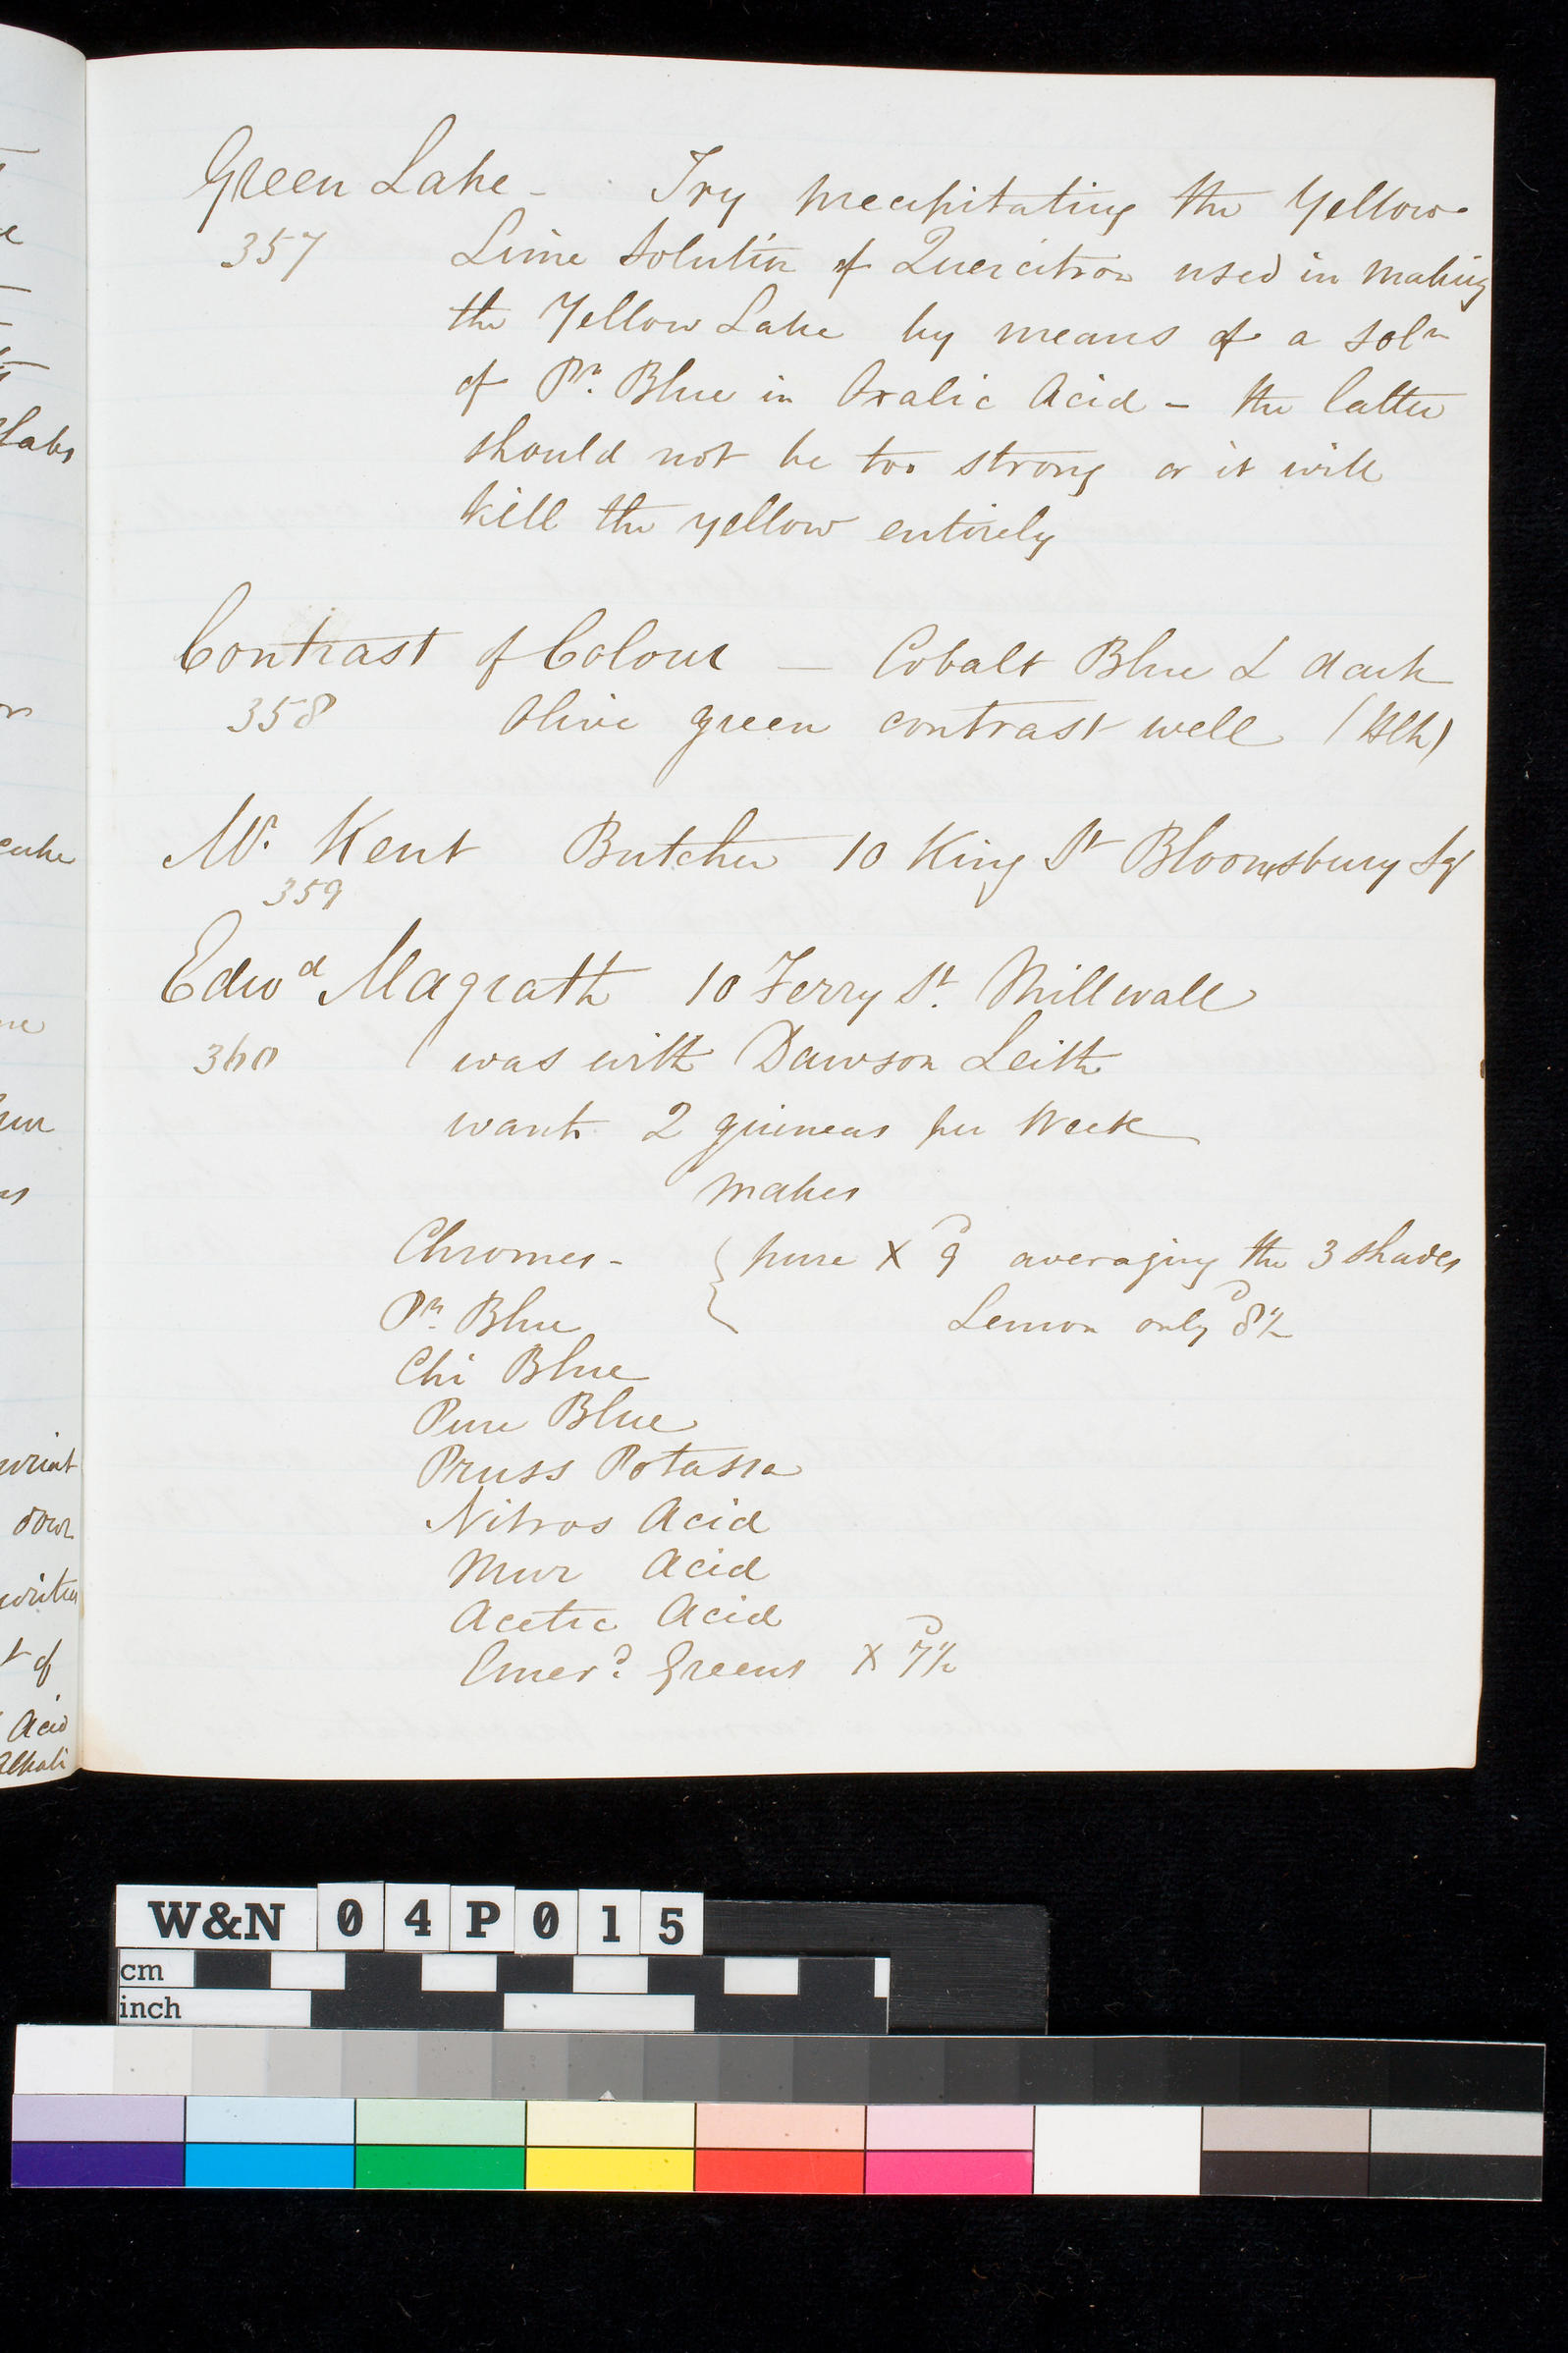 Green Lake - Try precipitating the Yellow
357 Lime Solution of Quercitron used in making
the Yellow Lake by means of a Solⁿ
of Pⁿ. Blue in Oxalic Acid - the latter
should not be too strong or it will
kill the yellow entirely
Contrast of Colour — Cobalt Blue & dark
358 Olive green contrast well
Mr. Kent Butcher 10 King St Bloomsbury Sq
359
Edwᵈ Magrath 10 Ferry St. Millwall
360 ( was with Dawson Leith
wants 2 guineas per Week
makes
Chromes - { pure X 9 averaging the 3 shades
Pⁿ. Blue Lemon only 8½
Chi Blue
Pure Blue
Pruss Potassa
Nitros Acid
Mur Acid
Acetic Acid
Emerᵈ. Greens X 7½
W&N 04P015
cm
inch